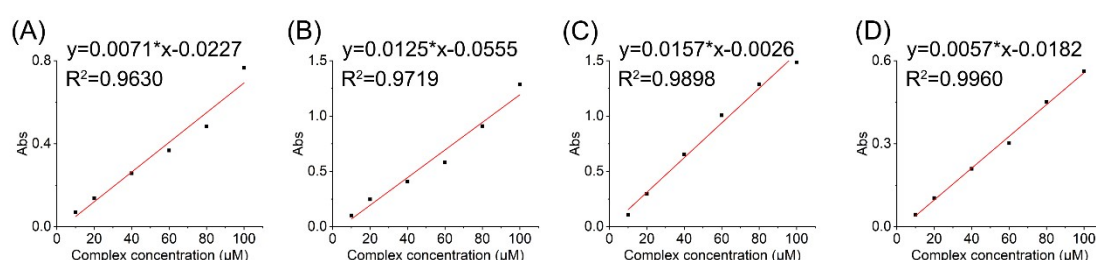 (A)
y=0.0071*x-0.0227
R²=0.9630
0.8
0.4
0.0
Abs
0 20 40 60 80 100
Complex concentration (µM)
(B)
y=0.0125*x-0.0555
R²=0.9719
1.5
1.0
0.5
0.0
Abs
0 20 40 60 80 100
Complex concentration (µM)
(C)
y=0.0157*x-0.0026
R²=0.9898
1.5
1.0
0.5
0.0
Abs
0 20 40 60 80 100
Complex concentration (µM)
(D)
y=0.0057*x-0.0182
R²=0.9960
0.6
0.3
0.0
Abs
0 20 40 60 80 100
Complex concentration (µM)